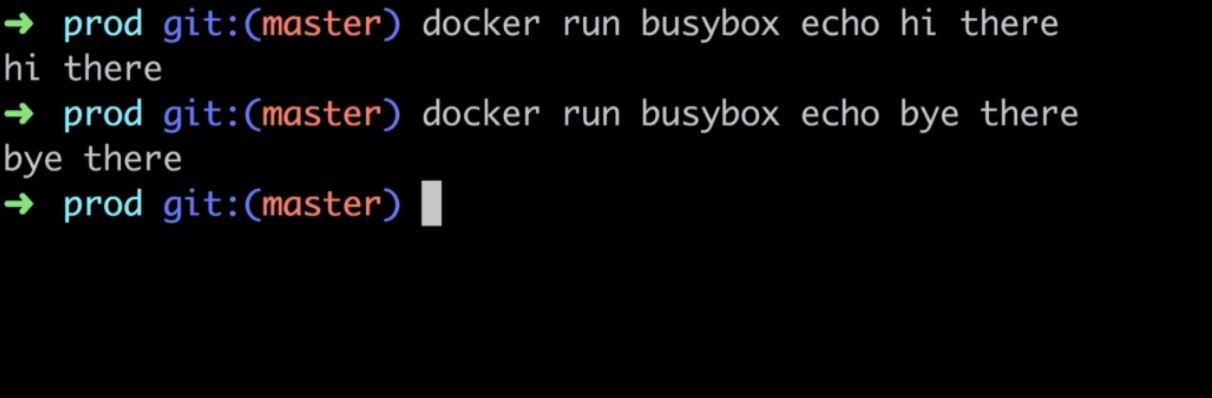 ➜ prod git:(master) docker run busybox echo hi there
hi there
➜ prod git:(master) docker run busybox echo bye there
bye there
➜ prod git:(master)